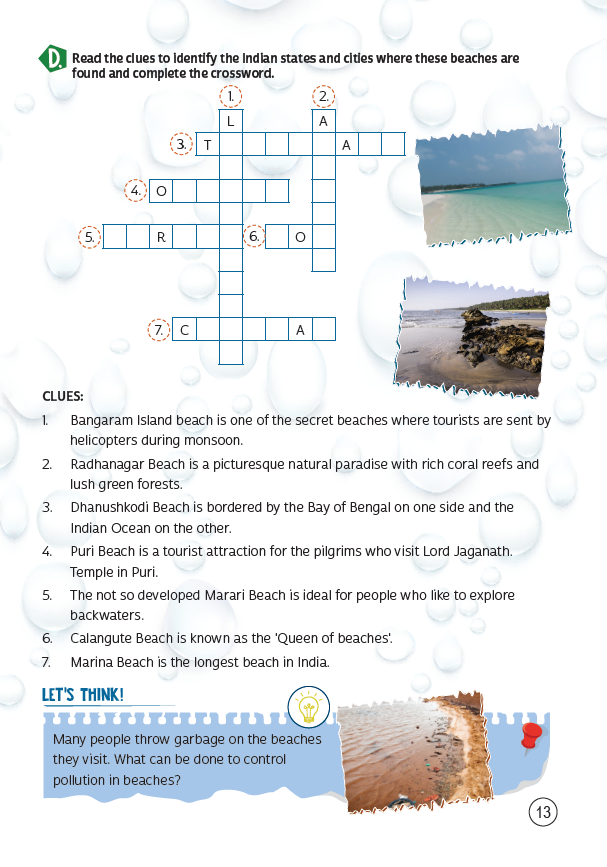 D. Read the clues to identify the Indian states and cities where these beaches are
found and complete the crossword.
1. 2.
L A
3. T A
4. O
5. R 6. O
7. C A
CLUES:
1. Bangaram Island beach is one of the secret beaches where tourists are sent by
helicopters during monsoon.
2. Radhanagar Beach is a picturesque natural paradise with rich coral reefs and
lush green forests.
3. Dhanushkodi Beach is bordered by the Bay of Bengal on one side and the
Indian Ocean on the other.
4. Puri Beach is a tourist attraction for the pilgrims who visit Lord Jaganath.
Temple in Puri.
5. The not so developed Marari Beach is ideal for people who like to explore
backwaters.
6. Calangute Beach is known as the 'Queen of beaches'.
7. Marina Beach is the longest beach in India.
LET'S THINK!
Many people throw garbage on the beaches
they visit. What can be done to control
pollution in beaches?
13